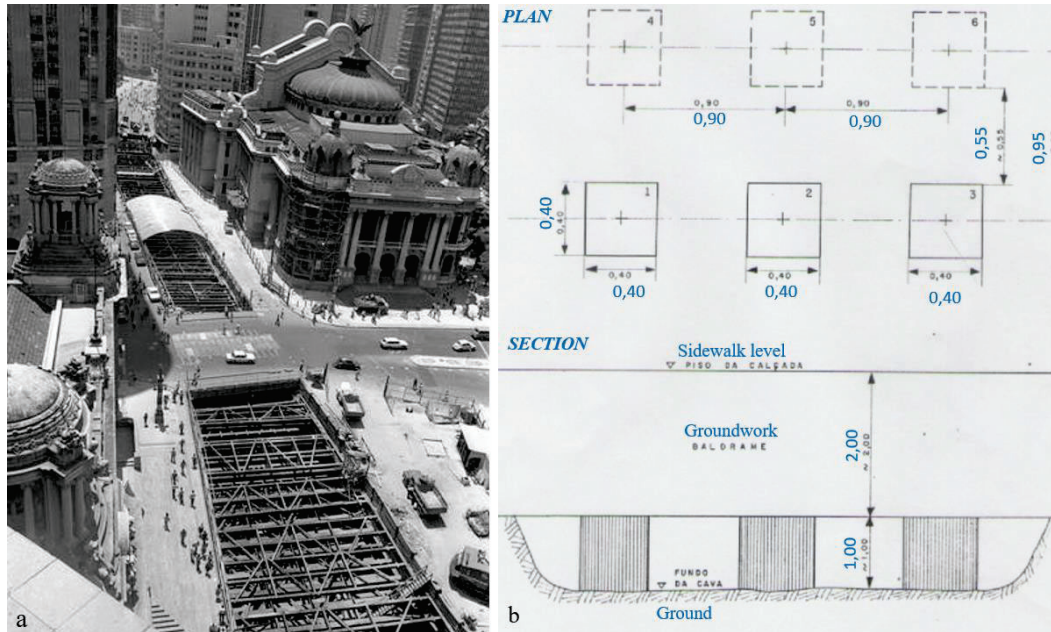 a
b
PLAN
4 5 6
0,90 0,90
0,90 0,90
0,55
~ 0,55
0,95
1 2 3
0,40
0,40
0,40 0,40 0,40
0,40 0,40 0,40
SECTION
Sidewalk level
PISO DA CALÇADA
Groundwork
BALDRAME
2,00
~ 2,00
1,00
~ 1,00
FUNDO
DA CAVA
Ground